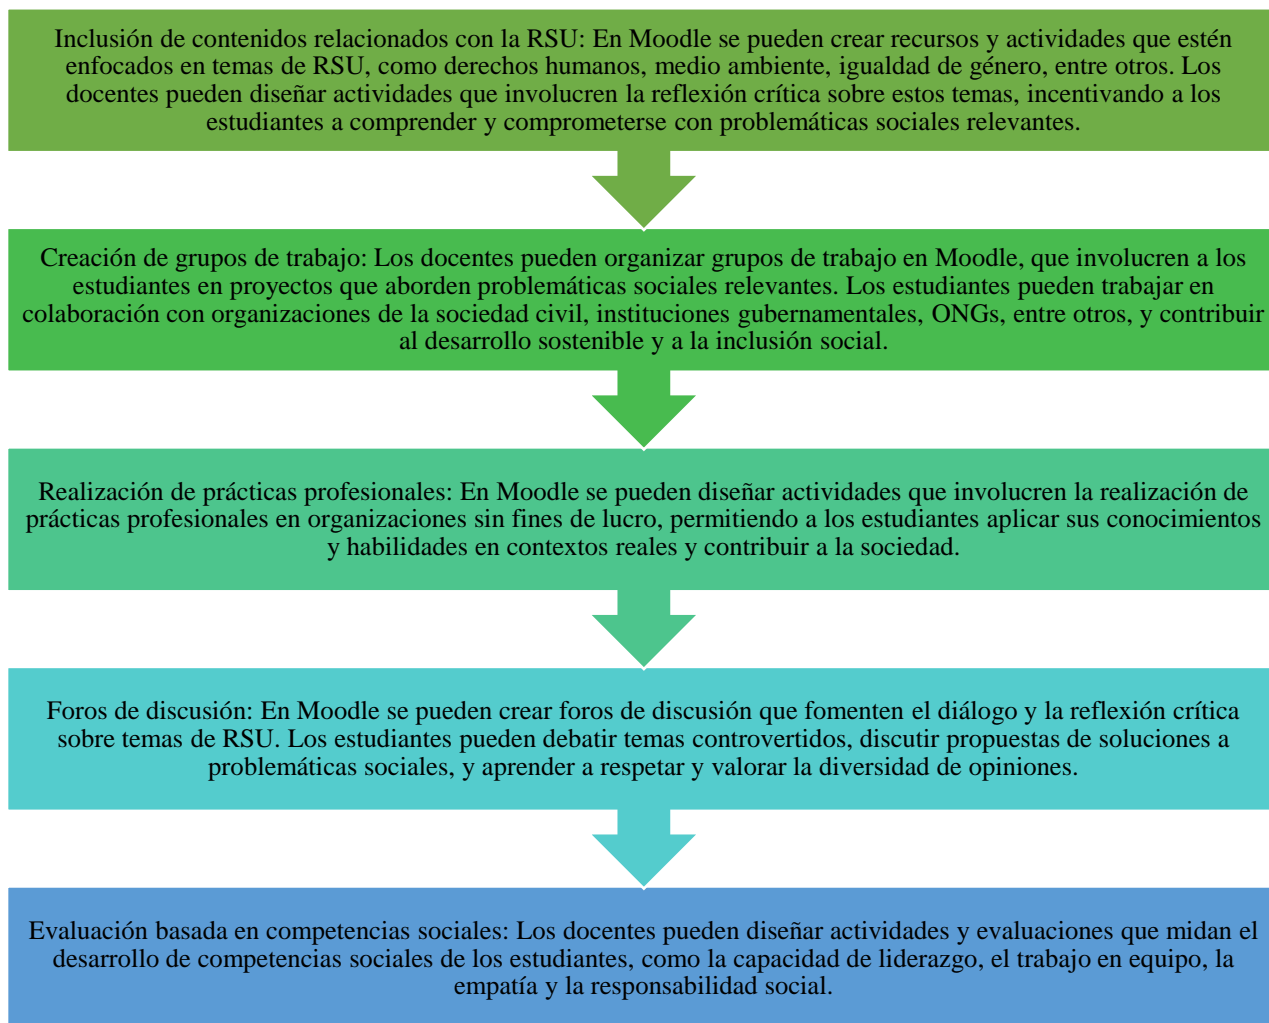 Inclusión de contenidos relacionados con la RSU: En Moodle se pueden crear recursos y actividades que estén
enfocados en temas de RSU, como derechos humanos, medio ambiente, igualdad de género, entre otros. Los
docentes pueden diseñar actividades que involucren la reflexión crítica sobre estos temas, incentivando a los
estudiantes a comprender y comprometerse con problemáticas sociales relevantes.
Creación de grupos de trabajo: Los docentes pueden organizar grupos de trabajo en Moodle, que involucren a los
estudiantes en proyectos que aborden problemáticas sociales relevantes. Los estudiantes pueden trabajar en
colaboración con organizaciones de la sociedad civil, instituciones gubernamentales, ONGs, entre otros, y contribuir
al desarrollo sostenible y a la inclusión social.
Realización de prácticas profesionales: En Moodle se pueden diseñar actividades que involucren la realización de
prácticas profesionales en organizaciones sin fines de lucro, permitiendo a los estudiantes aplicar sus conocimientos
y habilidades en contextos reales y contribuir a la sociedad.
Foros de discusión: En Moodle se pueden crear foros de discusión que fomenten el diálogo y la reflexión crítica
sobre temas de RSU. Los estudiantes pueden debatir temas controvertidos, discutir propuestas de soluciones a
problemáticas sociales, y aprender a respetar y valorar la diversidad de opiniones.
Evaluación basada en competencias sociales: Los docentes pueden diseñar actividades y evaluaciones que midan el
desarrollo de competencias sociales de los estudiantes, como la capacidad de liderazgo, el trabajo en equipo, la
empatía y la responsabilidad social.